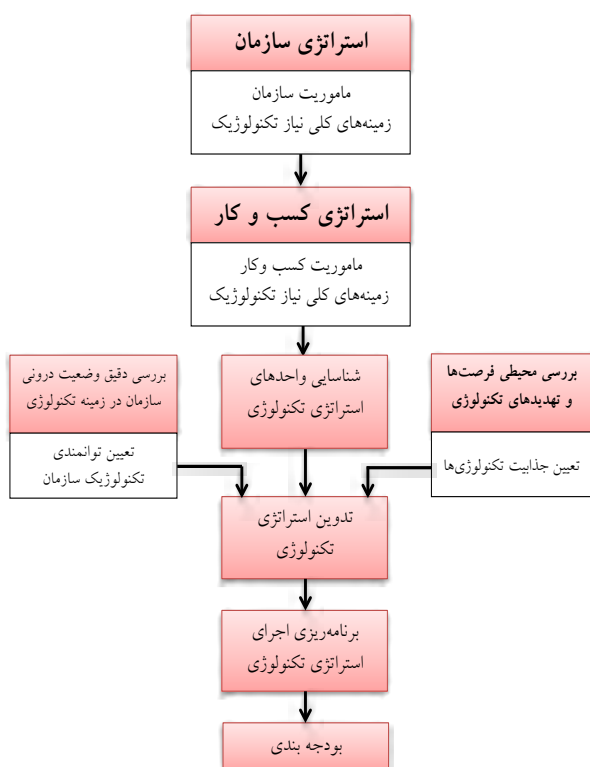 استراتژی سازمان
ماموریت سازمان
زمینه‌های کلی نیاز تکنولوژیک
استراتژی کسب و کار
ماموریت کسب وکار
زمینه‌های کلی نیاز تکنولوژیک
بررسی محیطی فرصت‌ها
و تهدیدهای تکنولوژی
تعیین جذابیت تکنولوژی‌ها
شناسایی واحدهای
استراتژی تکنولوژی
بررسی دقیق وضعیت درونی
سازمان در زمینه تکنولوژی
تعیین توانمندی
تکنولوژیک سازمان
تدوین استراتژی
تکنولوژی
برنامه‌ریزی اجرای
استراتژی تکنولوژی
بودجه بندی